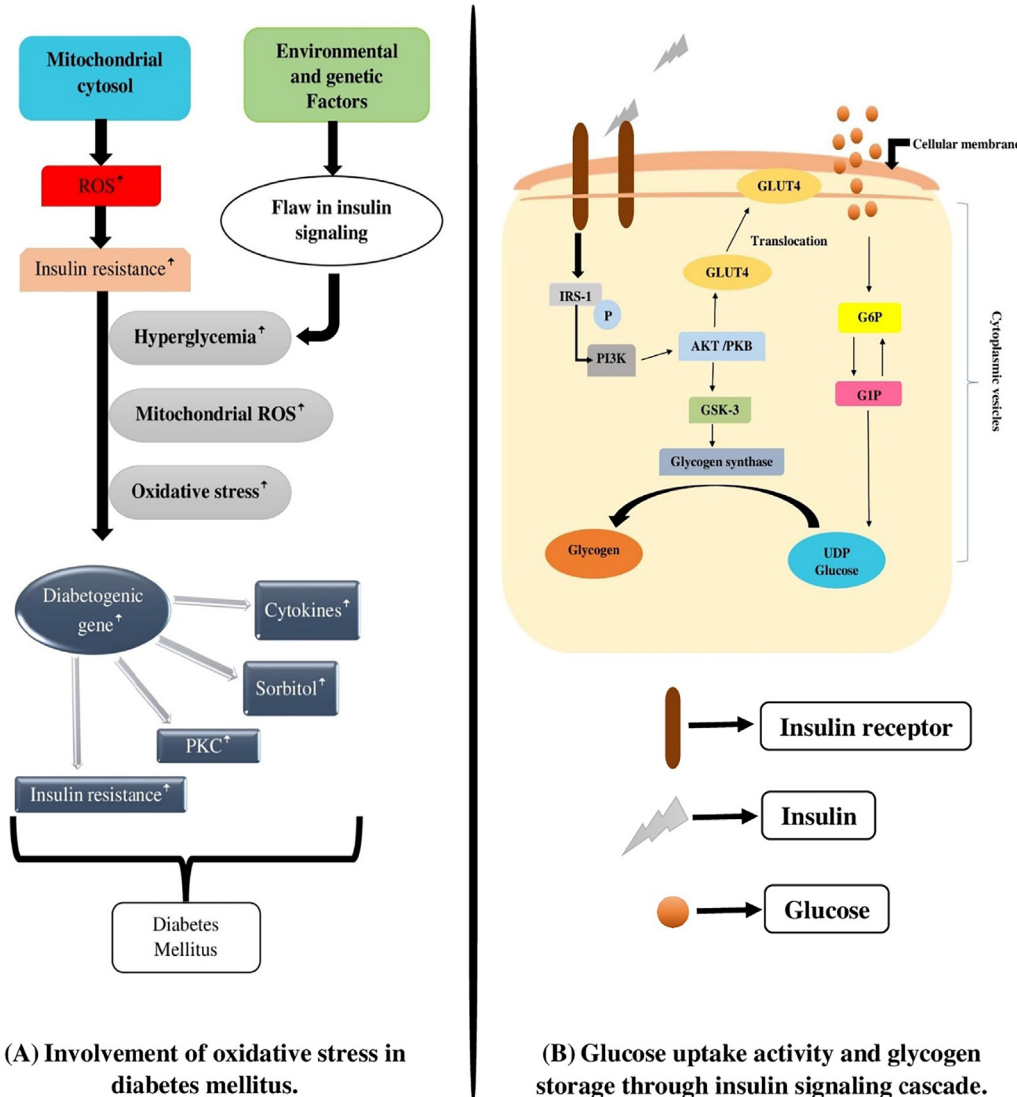 Mitochondrial
cytosol
Environmental
and genetic
Factors
ROS↑
Flaw in insulin
signaling
Insulin resistance↑
Hyperglycemia↑
Mitochondrial ROS↑
Oxidative stress↑
Diabetogenic
gene↑
Cytokines↑
Sorbitol↑
PKC↑
Insulin resistance↑
Diabetes
Mellitus
(A) Involvement of oxidative stress in
diabetes mellitus.
Cellular membrane
GLUT4
Translocation
GLUT4
IRS-1
P
PI3K
AKT /PKB
GSK-3
Glycogen synthase
Glycogen
G6P
G1P
UDP
Glucose
Cytoplasmic vesicles
Insulin receptor
Insulin
Glucose
(B) Glucose uptake activity and glycogen
storage through insulin signaling cascade.